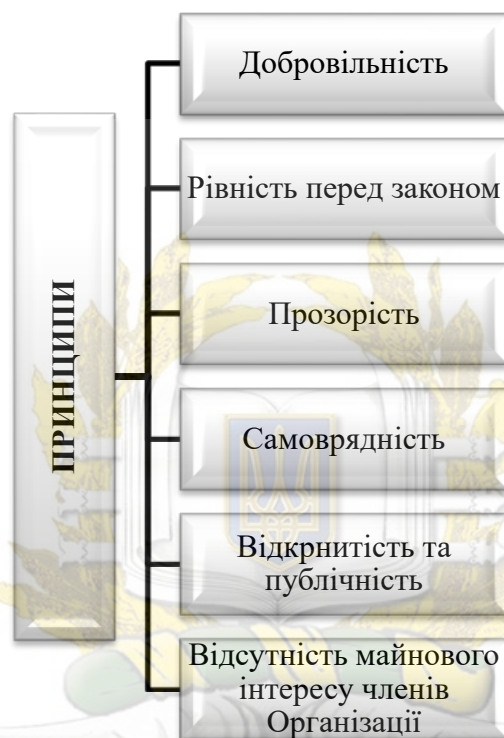 ПРИНЦИПИ
Добровільність
Рівність перед законом
Прозорість
Самоврядність
Відкрнитість та
публічність
Відсутність майнового
інтересу членів
Організації